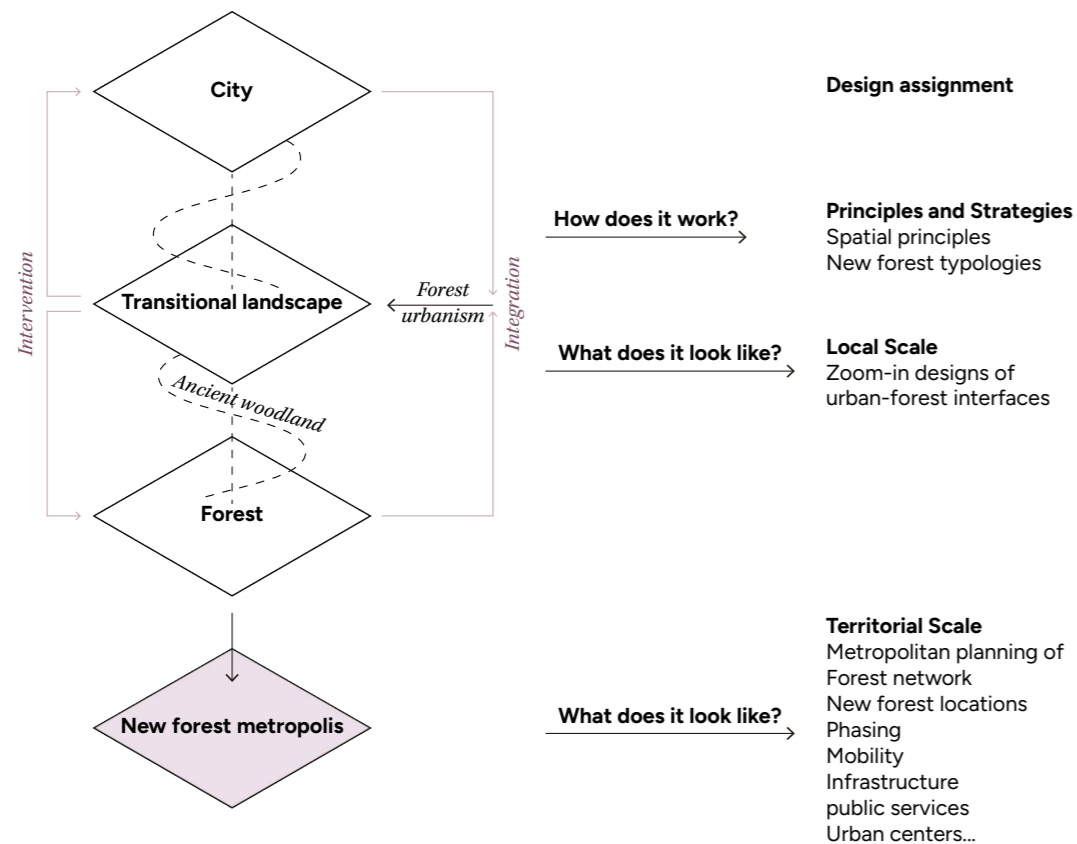 City
Design assignment
How does it work?
Principles and Strategies
Spatial principles
New forest typologies
Intervention
Transitional landscape
Forest
urbanism
Integration
What does it look like?
Local Scale
Zoom-in designs of
urban-forest interfaces
Ancient woodland
Forest
New forest metropolis
What does it look like?
Territorial Scale
Metropolitan planning of
Forest network
New forest locations
Phasing
Mobility
Infrastructure
public services
Urban centers...